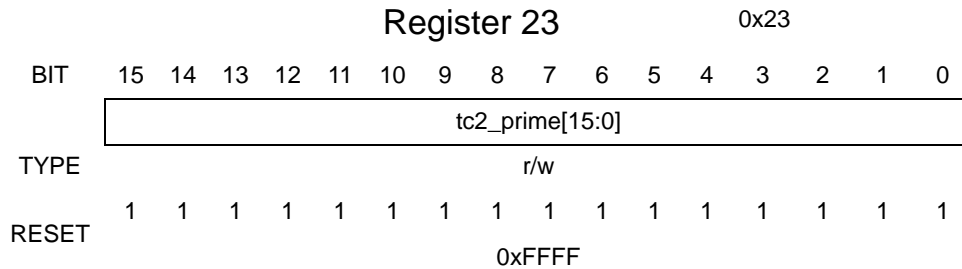 Register 23 0x23
BIT 15 14 13 12 11 10 9 8 7 6 5 4 3 2 1 0
tc2_prime[15:0]
TYPE r/w
RESET 1 1 1 1 1 1 1 1 1 1 1 1 1 1 1 1
0xFFFF